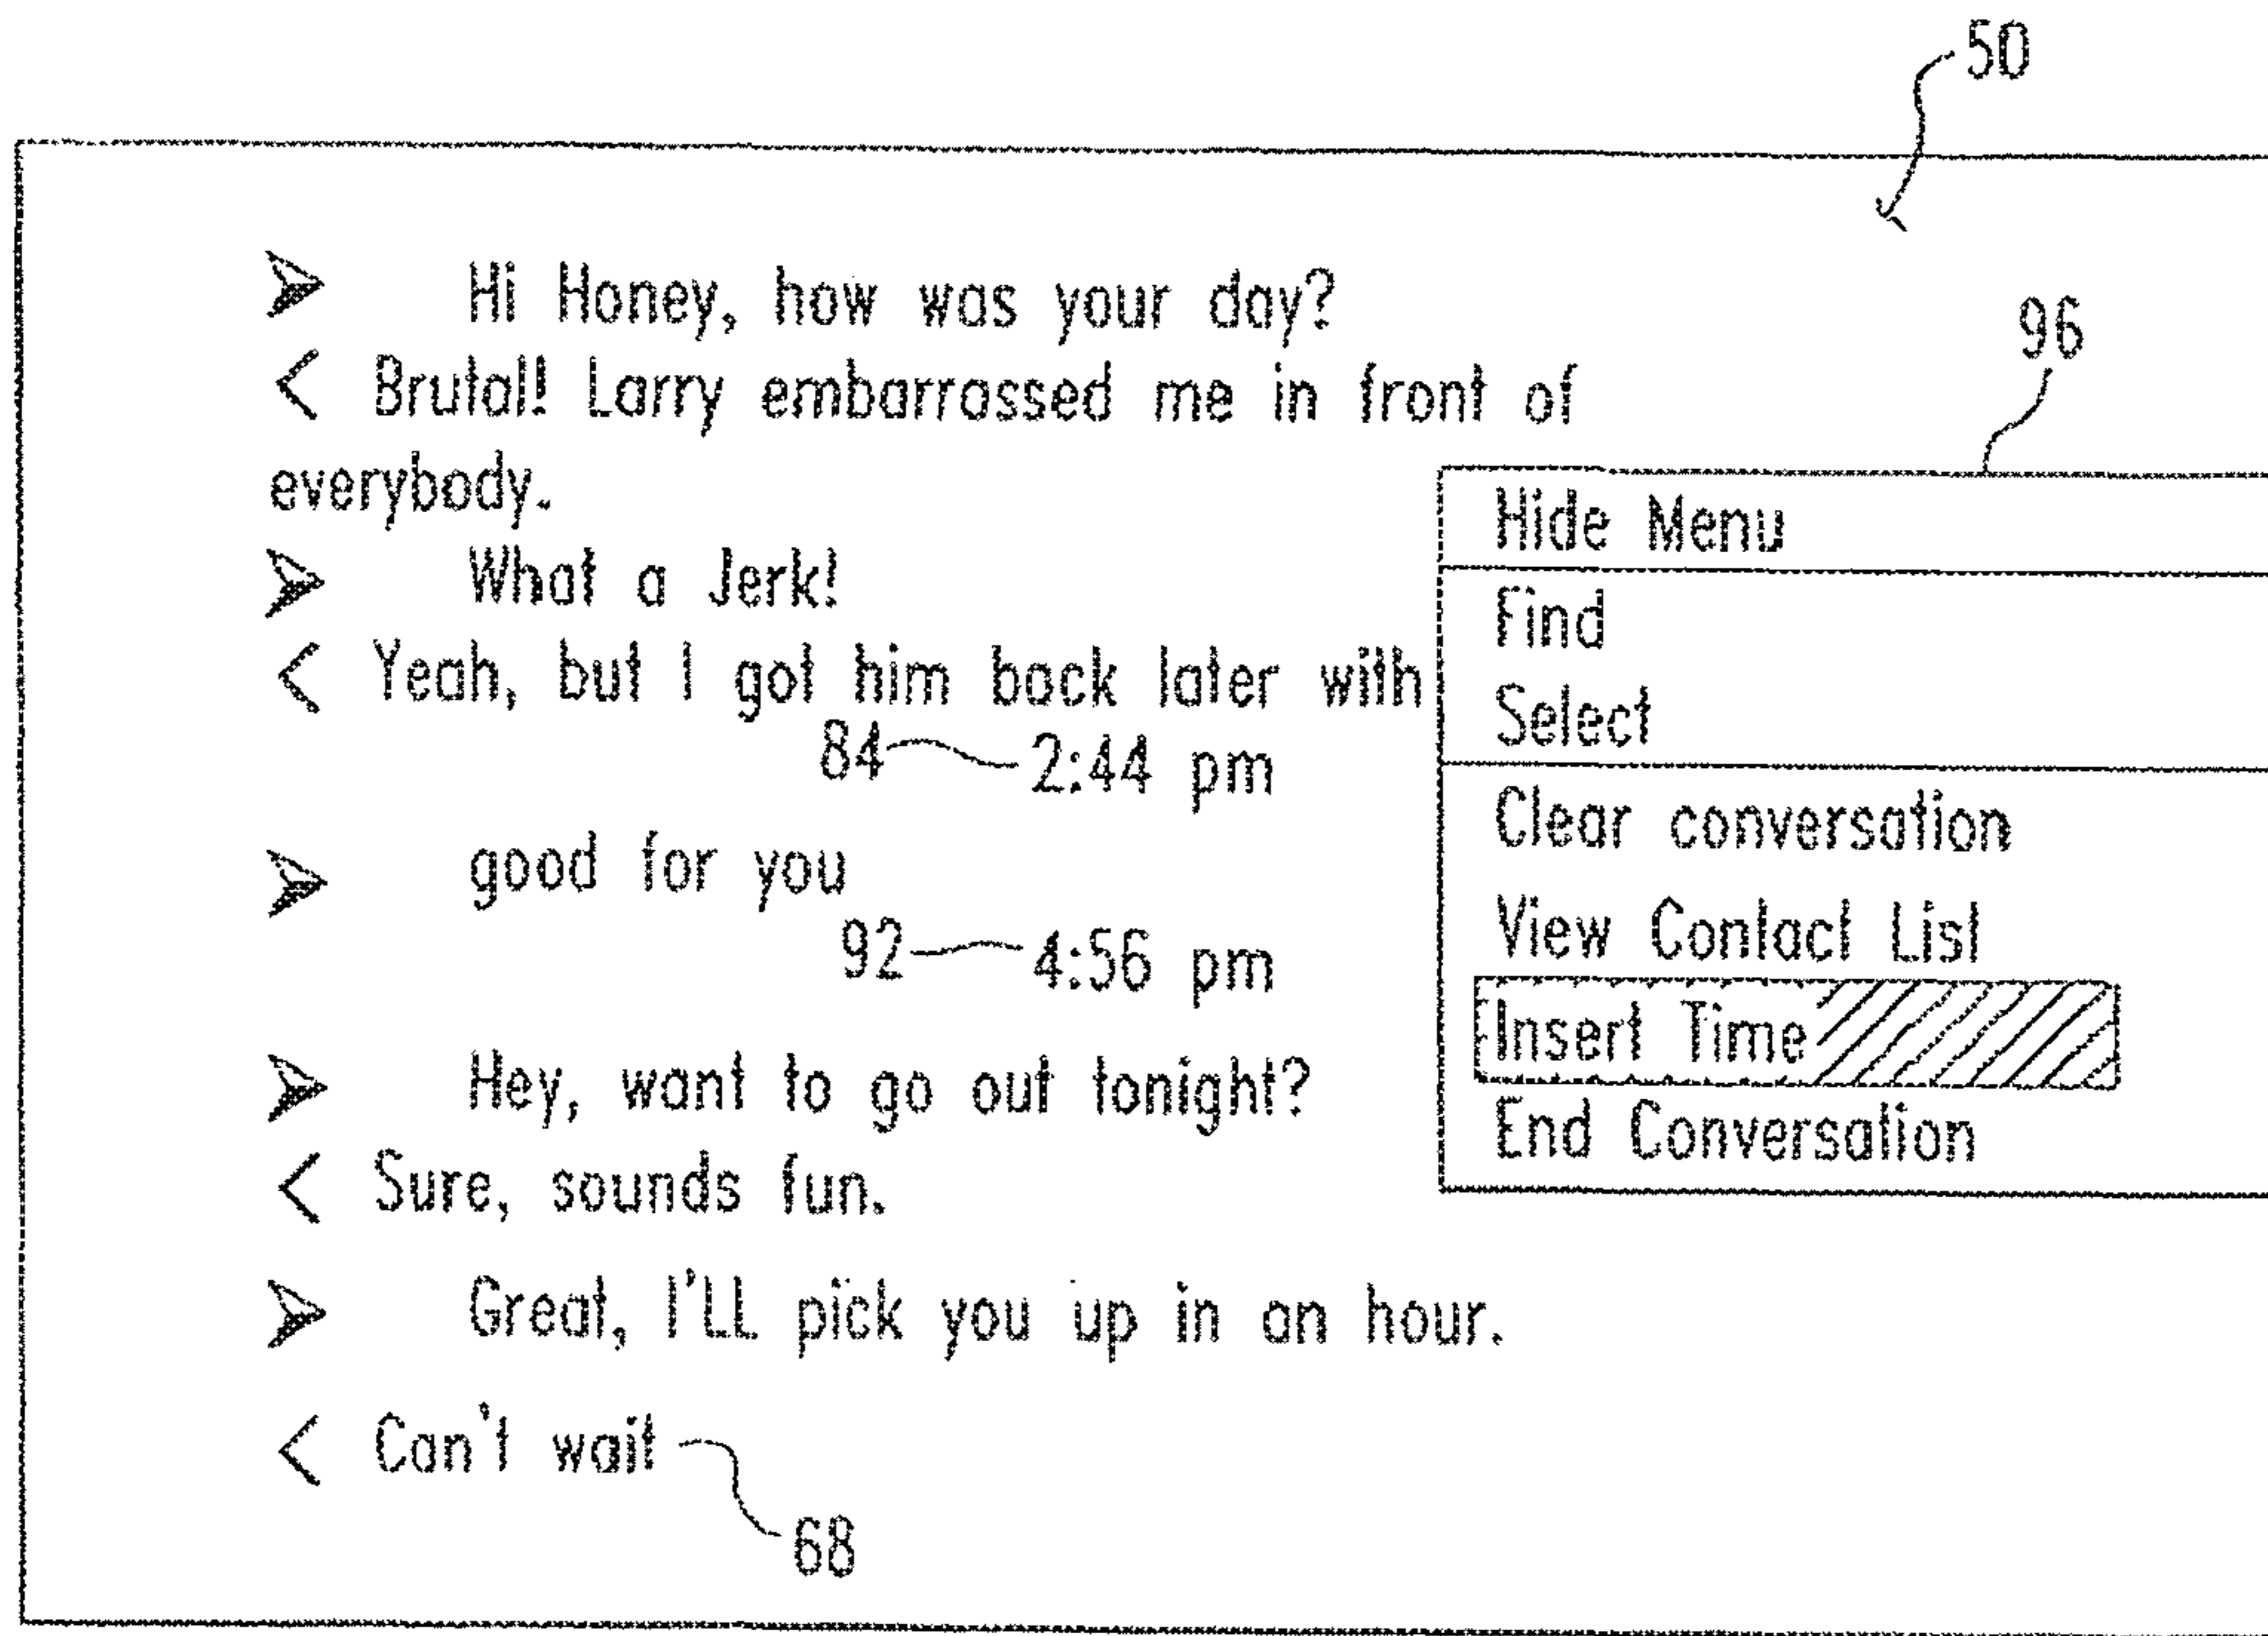 50
➢ Hi Honey, how was your day?
96
< Brutal! Larry embarrassed me in front of
everybody.
Hide Menu
➢ What a Jerk!
Find
< Yeah, but I got him back later with
Select
84 2:44 pm
Clear conversation
➢ good for you
View Contact List
92 4:56 pm
Insert Time
➢ Hey, want to go out tonight?
End Conversation
< Sure, sounds fun.
➢ Great, I'LL pick you up in an hour.
< Can't wait
68